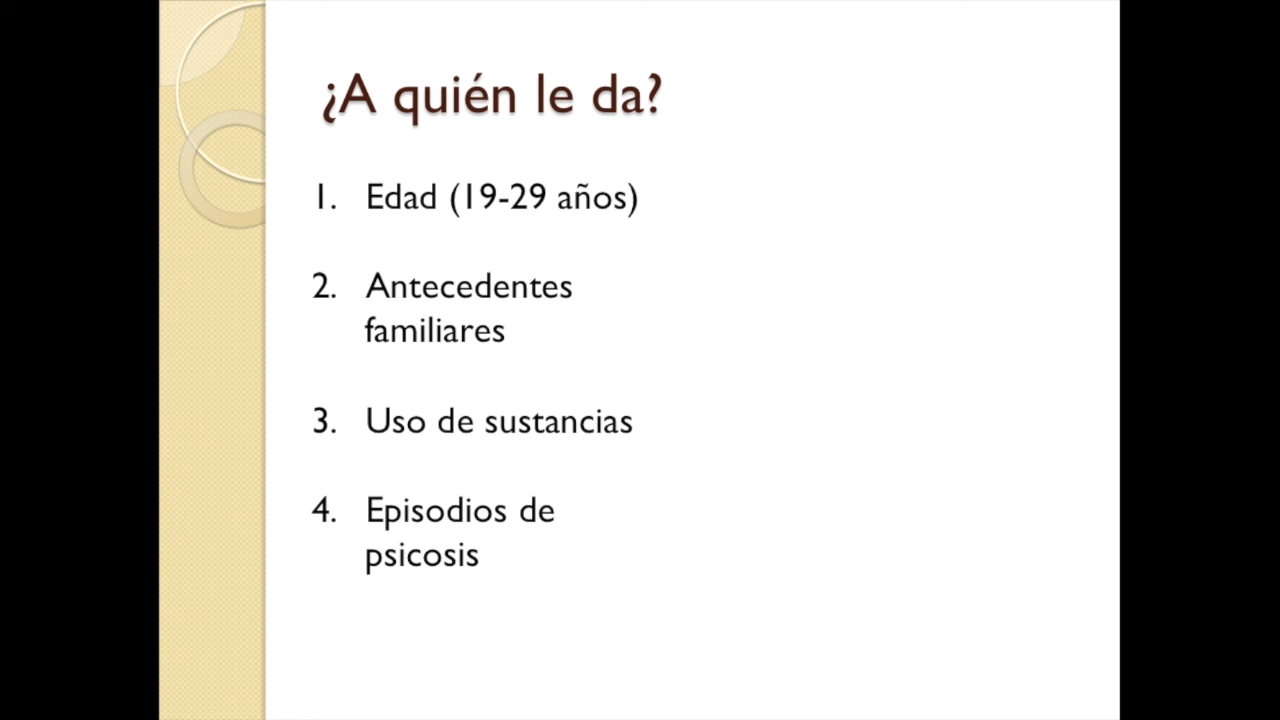 ¿A quién le da?
1. Edad (19-29 años)
2. Antecedentes
familiares
3. Uso de sustancias
4. Episodios de
psicosis